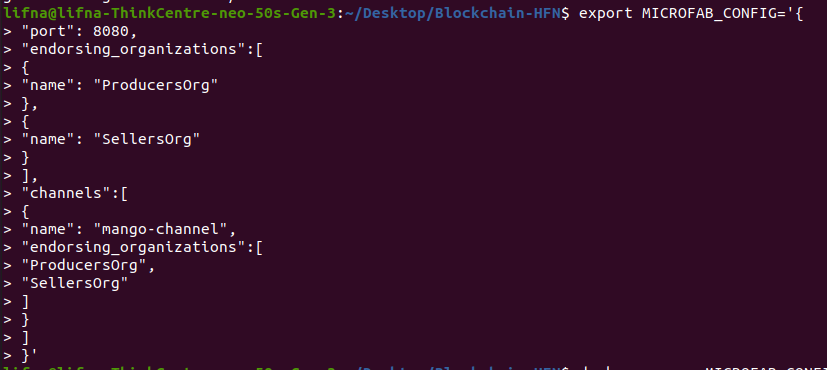 lifna@lifna-ThinkCentre-neo-50s-Gen-3:~/Desktop/Blockchain-HFN$ export MICROFAB_CONFIG='{
> "port": 8080,
> "endorsing_organizations":[
> {
> "name": "ProducersOrg"
> },
> {
> "name": "SellersOrg"
> }
> ],
> "channels":[
> {
> "name": "mango-channel",
> "endorsing_organizations":[
> "ProducersOrg",
> "SellersOrg"
> ]
> }
> ]
> }'